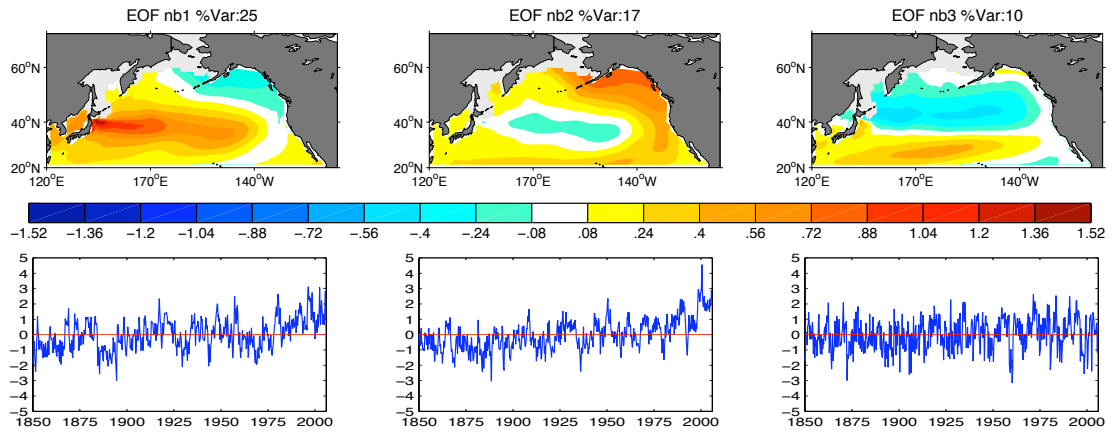 EOF nb1 %Var:25 EOF nb2 %Var:17 EOF nb3 %Var:10
60°N 60°N 60°N
40°N 40°N 40°N
20°N 20°N 20°N
120°E 170°E 140°W 120°E 170°E 140°W 120°E 170°E 140°W
−1.52 −1.36 −1.2 −1.04 −.88 −.72 −.56 −.4 −.24 −.08 .08 .24 .4 .56 .72 .88 1.04 1.2 1.36 1.52
5 5 5
4 4 4
3 3 3
2 2 2
1 1 1
0 0 0
−1 −1 −1
−2 −2 −2
−3 −3 −3
−4 −4 −4
−5 −5 −5
1850 1875 1900 1925 1950 1975 2000 1850 1875 1900 1925 1950 1975 2000 1850 1875 1900 1925 1950 1975 2000